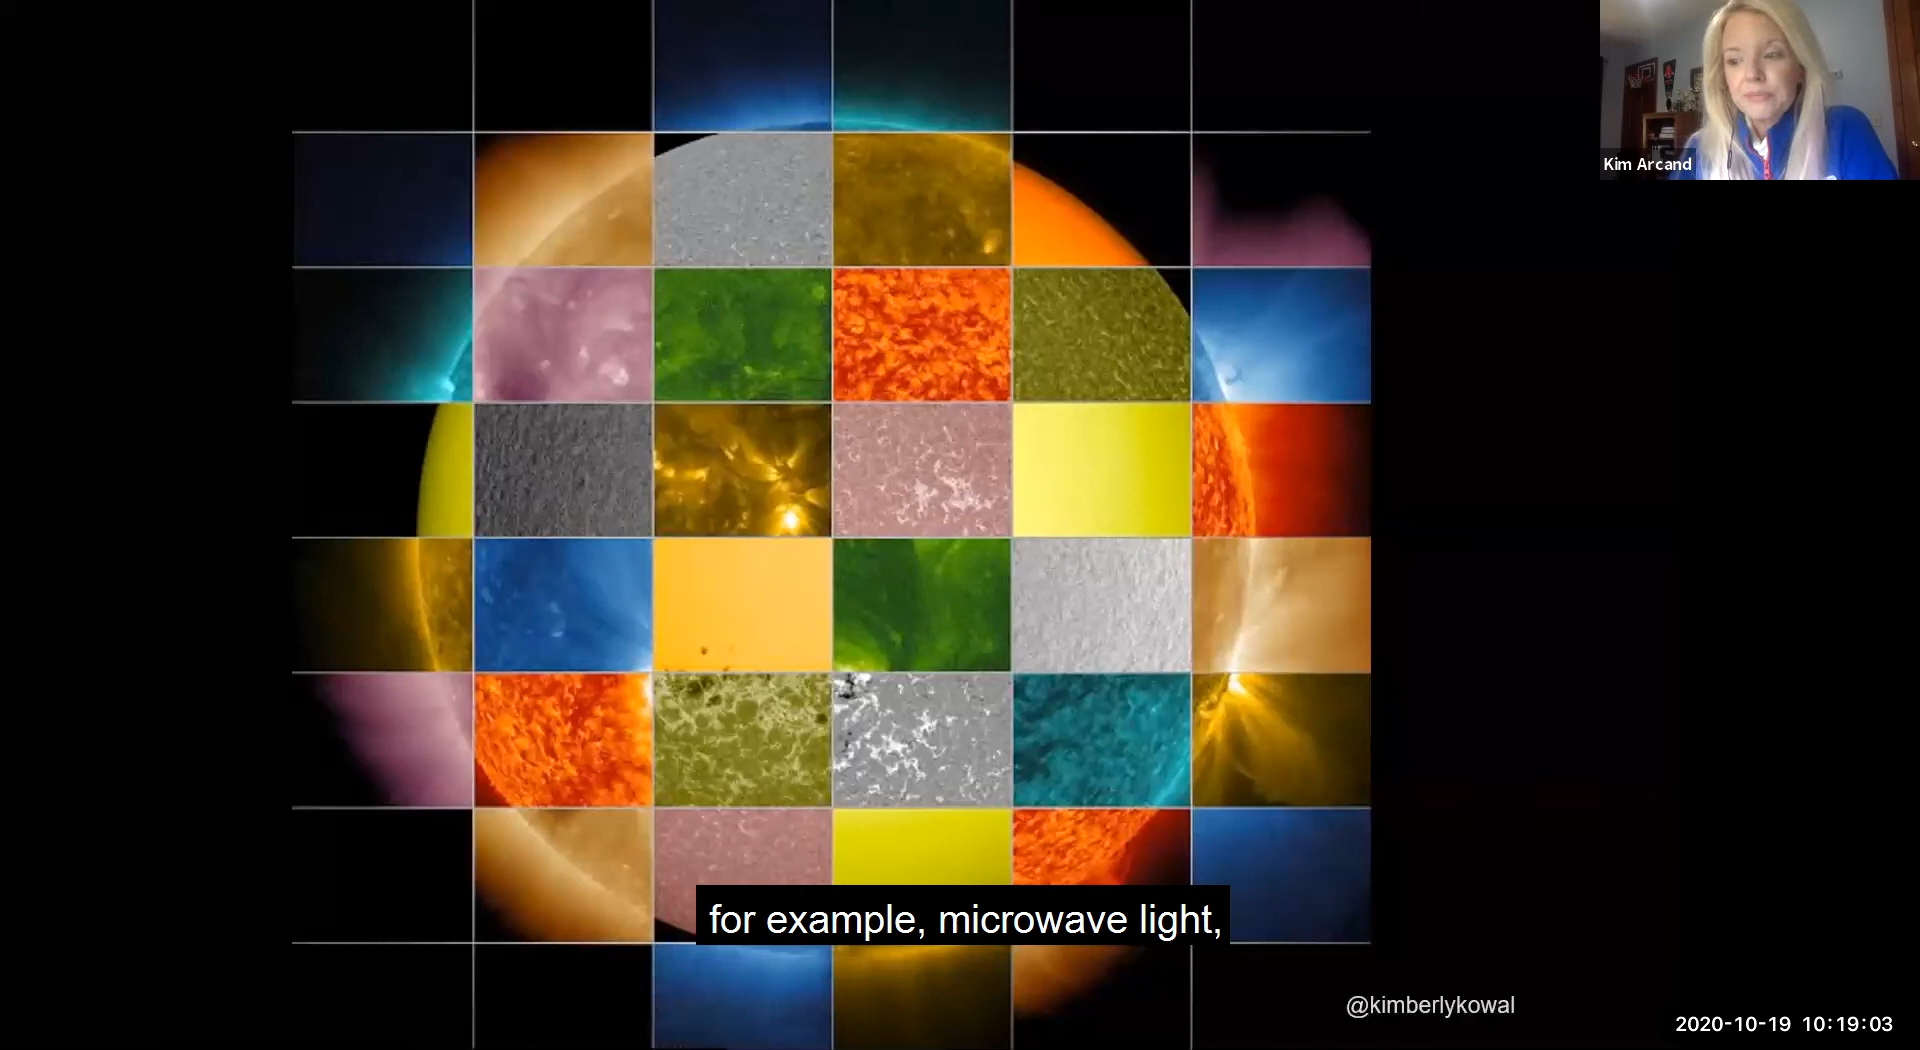 Kim Arcand
for example, microwave light,
@kimberlykowal
2020-10-19 10:19:03